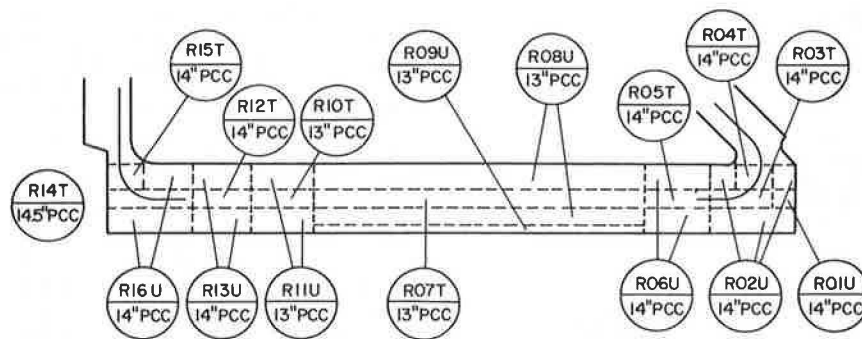 R15T
14"PCC
R12T
14"PCC
R10T
13"PCC
R09U
13"PCC
R08U
13"PCC
R05T
14"PCC
R04T
14"PCC
R03T
14"PCC
R14T
14.5"PCC
R16U
14"PCC
R13U
14"PCC
R11U
13"PCC
R07T
13"PCC
R06U
14"PCC
R02U
14"PCC
R01U
14"PCC